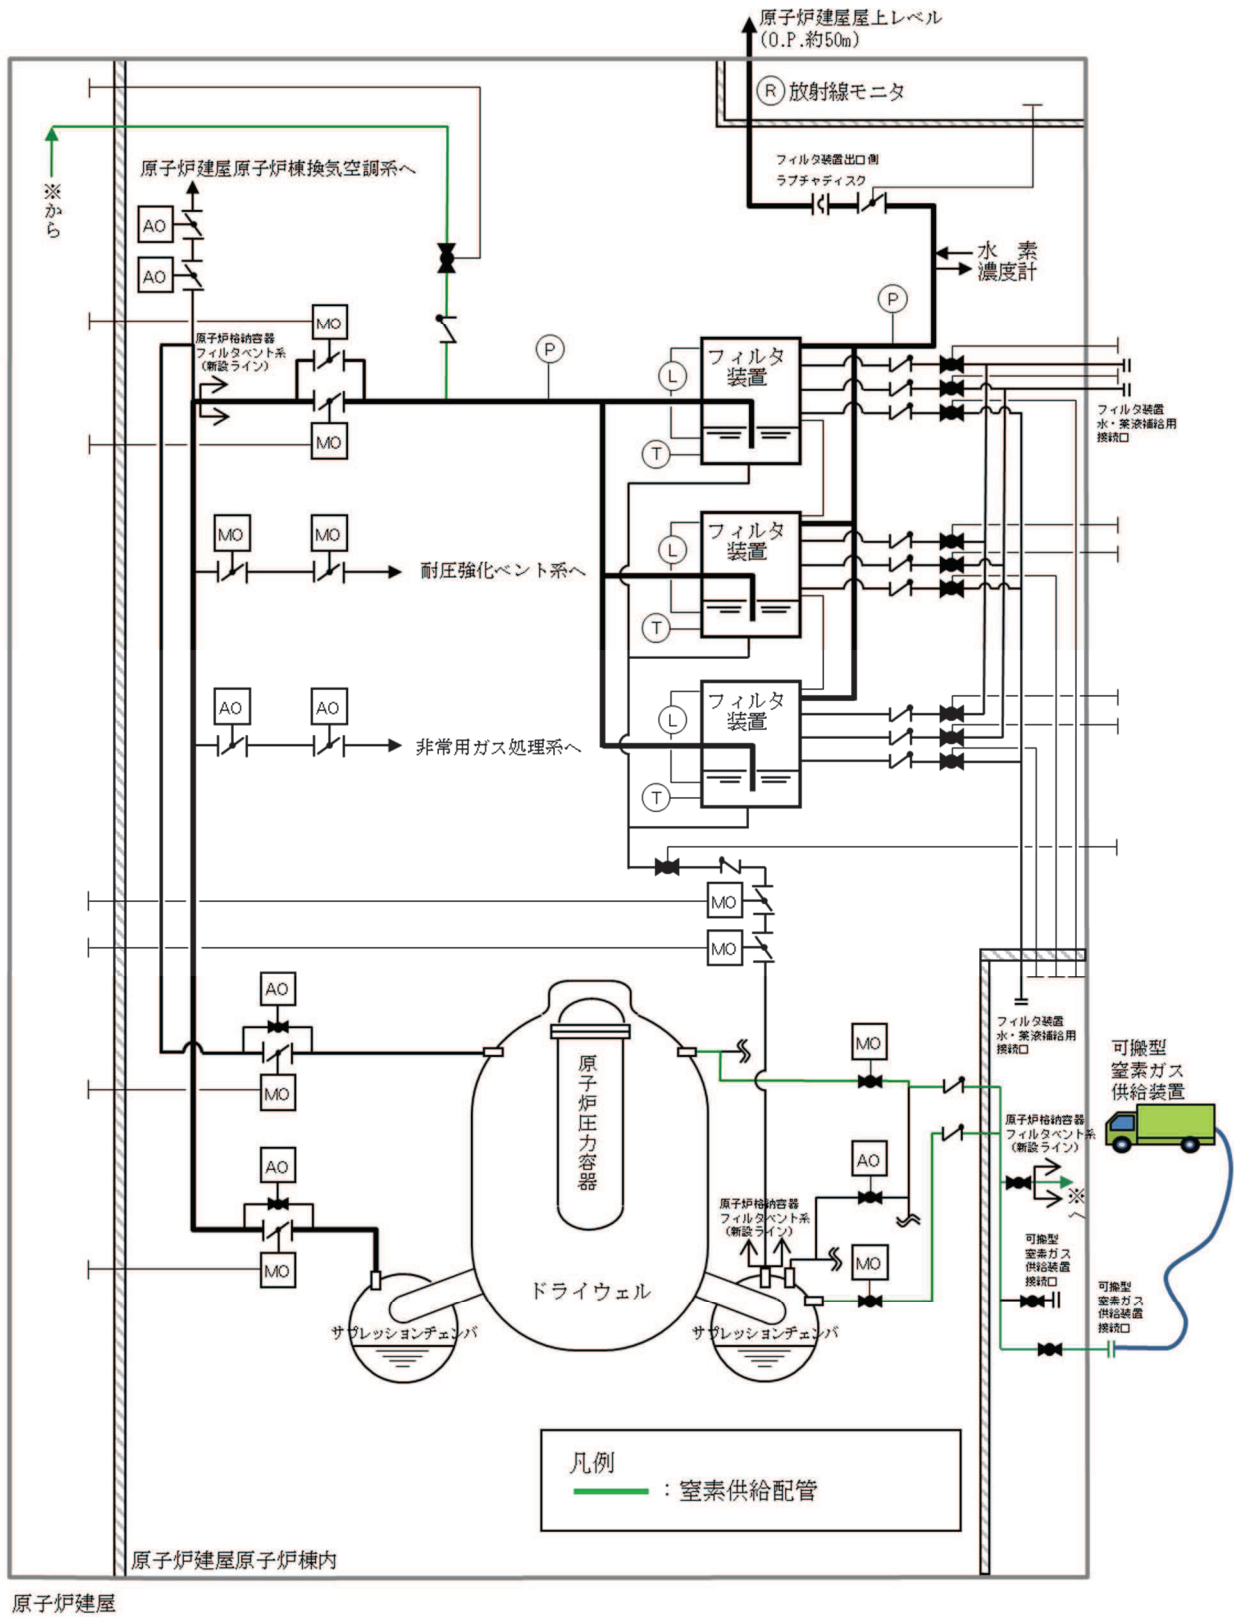 原子炉建屋屋上レベル
(O.P.約50m)
R 放射線モニタ
※から
原子炉建屋原子炉棟換気空調系へ
AO
AO
フィルタ装置出口側
ラプチャディスク
水素
濃度計
P
P
MO
原子炉格納容器
フィルタベント系
(新設ライン)
MO
フィルタ
装置
L
T
フィルタ装置
水・薬液補給用
接続口
MO
MO
耐圧強化ベント系へ
フィルタ
装置
L
T
AO
AO
非常用ガス処理系へ
フィルタ
装置
L
T
MO
MO
AO
MO
AO
MO
原子炉圧力容器
ドライウェル
サプレッションチェンバ
サプレッションチェンバ
原子炉格納容器
フィルタベント系
(新設ライン)
MO
AO
MO
フィルタ装置
水・薬液補給用
接続口
可搬型
窒素ガス
供給装置
原子炉格納容器
フィルタベント系
(新設ライン)
※へ
可搬型
窒素ガス
供給装置
接続口
可搬型
窒素ガス
供給装置
接続口
凡例
：窒素供給配管
原子炉建屋原子炉棟内
原子炉建屋